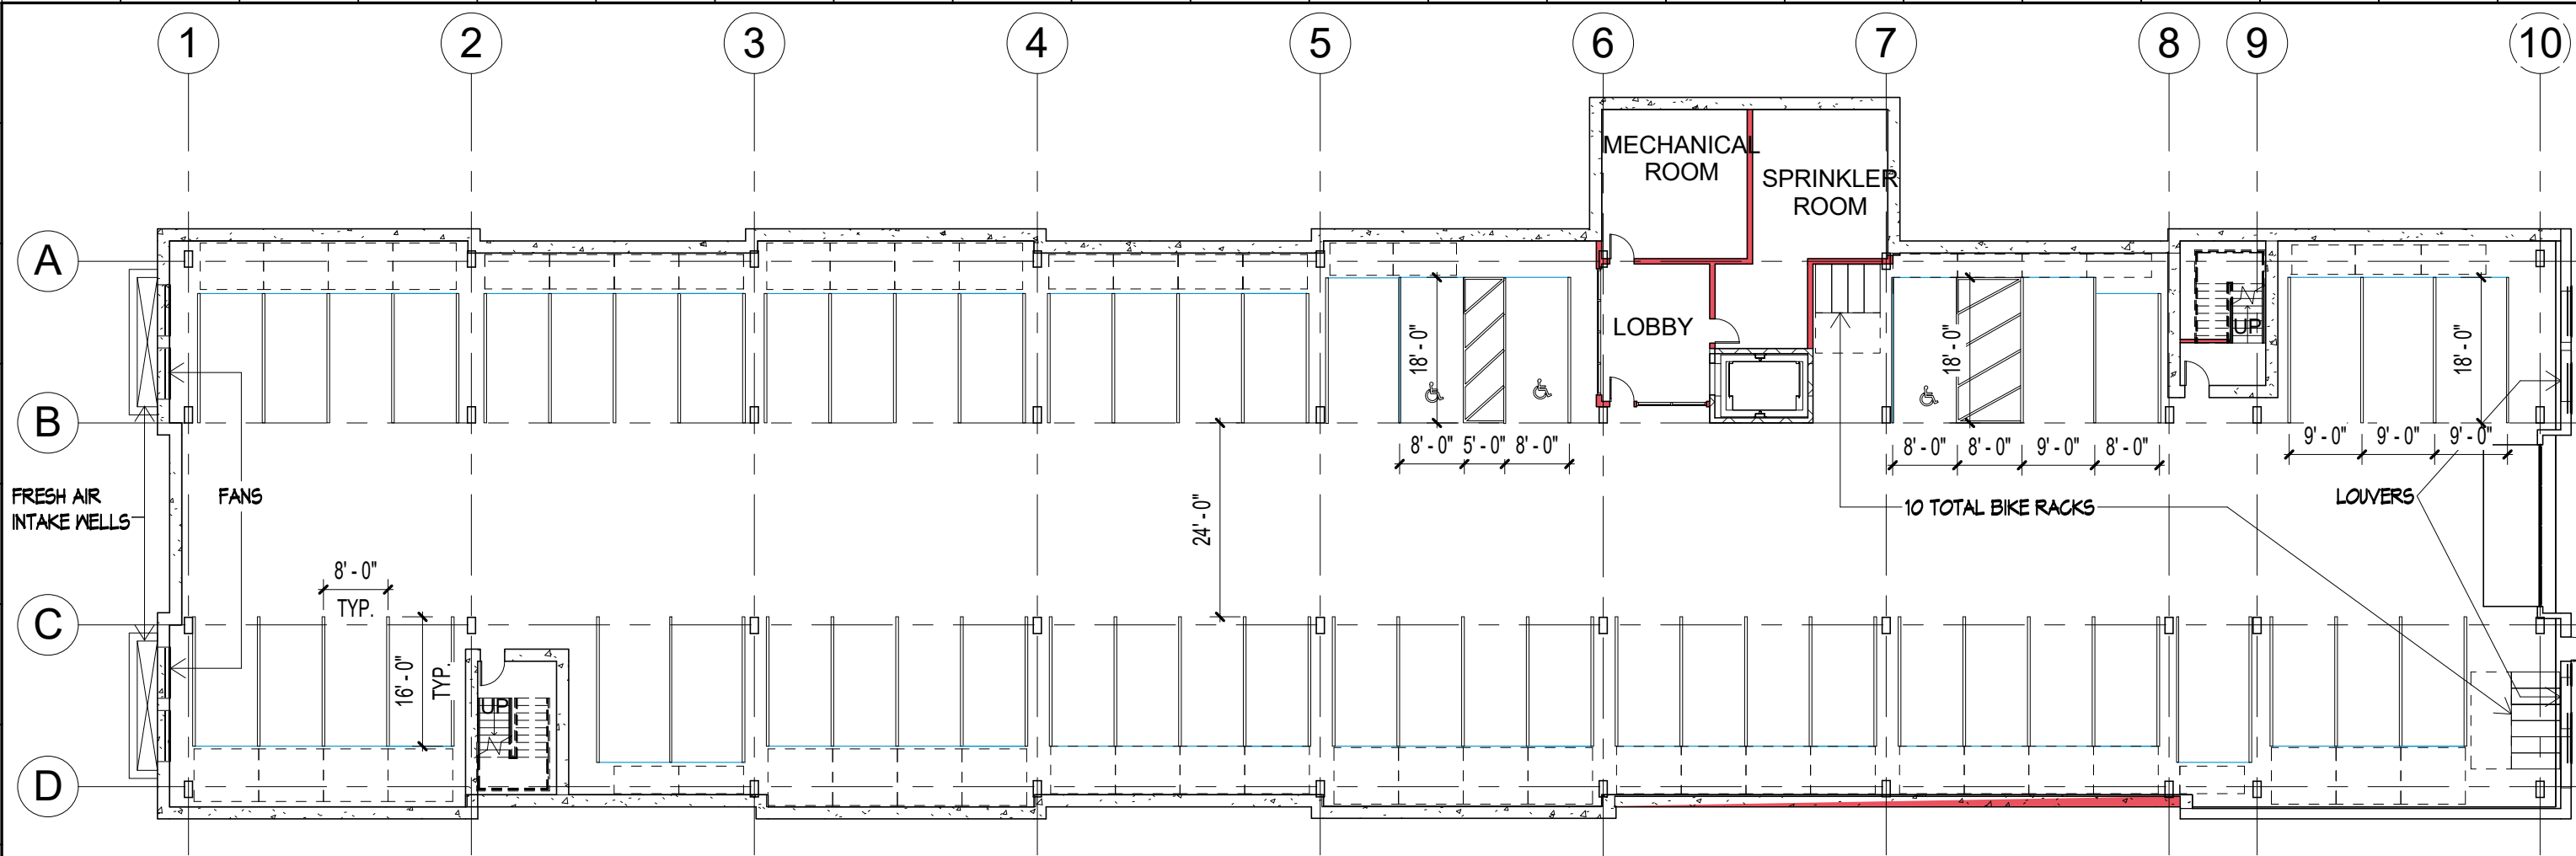 1 2 3 4 5 6 7 8 9 10
MECHANICAL
ROOM
SPRINKLER
ROOM
A
LOBBY
UP
18' - 0"
18' - 0"
18' - 0"
B
8' - 0" 5' - 0" 8' - 0"
8' - 0" 8' - 0" 9' - 0" 8' - 0"
9' - 0" 9' - 0" 9' - 0"
FRESH AIR
INTAKE WELLS
FANS
24' - 0"
10 TOTAL BIKE RACKS
LOUVERS
8' - 0"
TYP.
C
16' - 0"
TYP.
UP
D